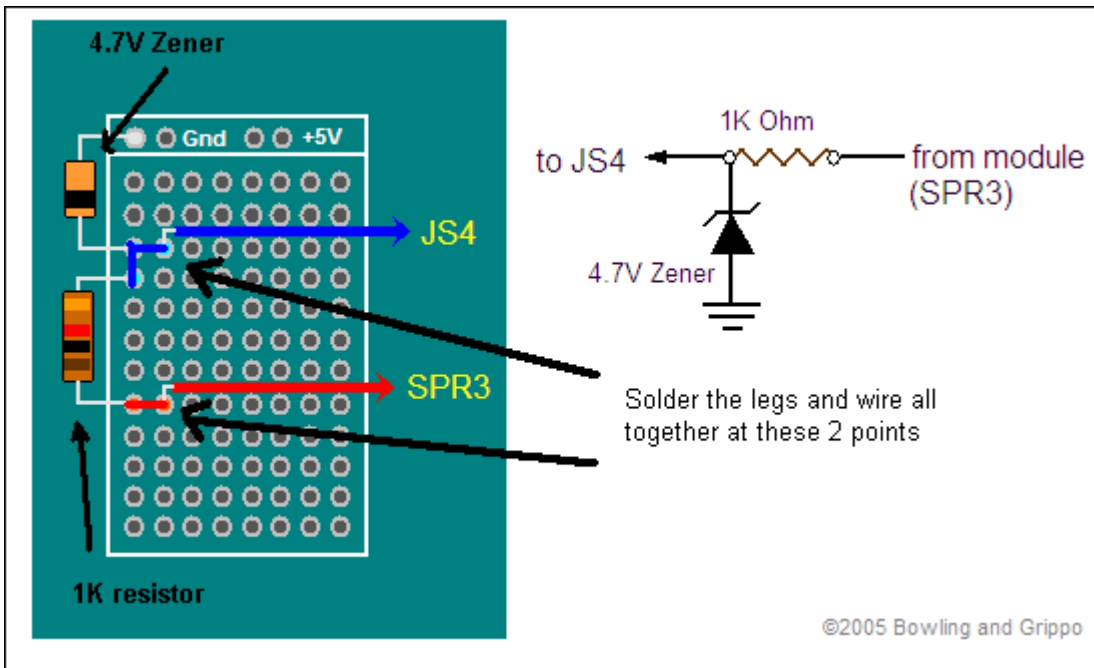 4.7V Zener
Gnd
+5V
JS4
SPR3
1K resistor
1K Ohm
to JS4
from module
(SPR3)
4.7V Zener
Solder the legs and wire all
together at these 2 points
©2005 Bowling and Grippo